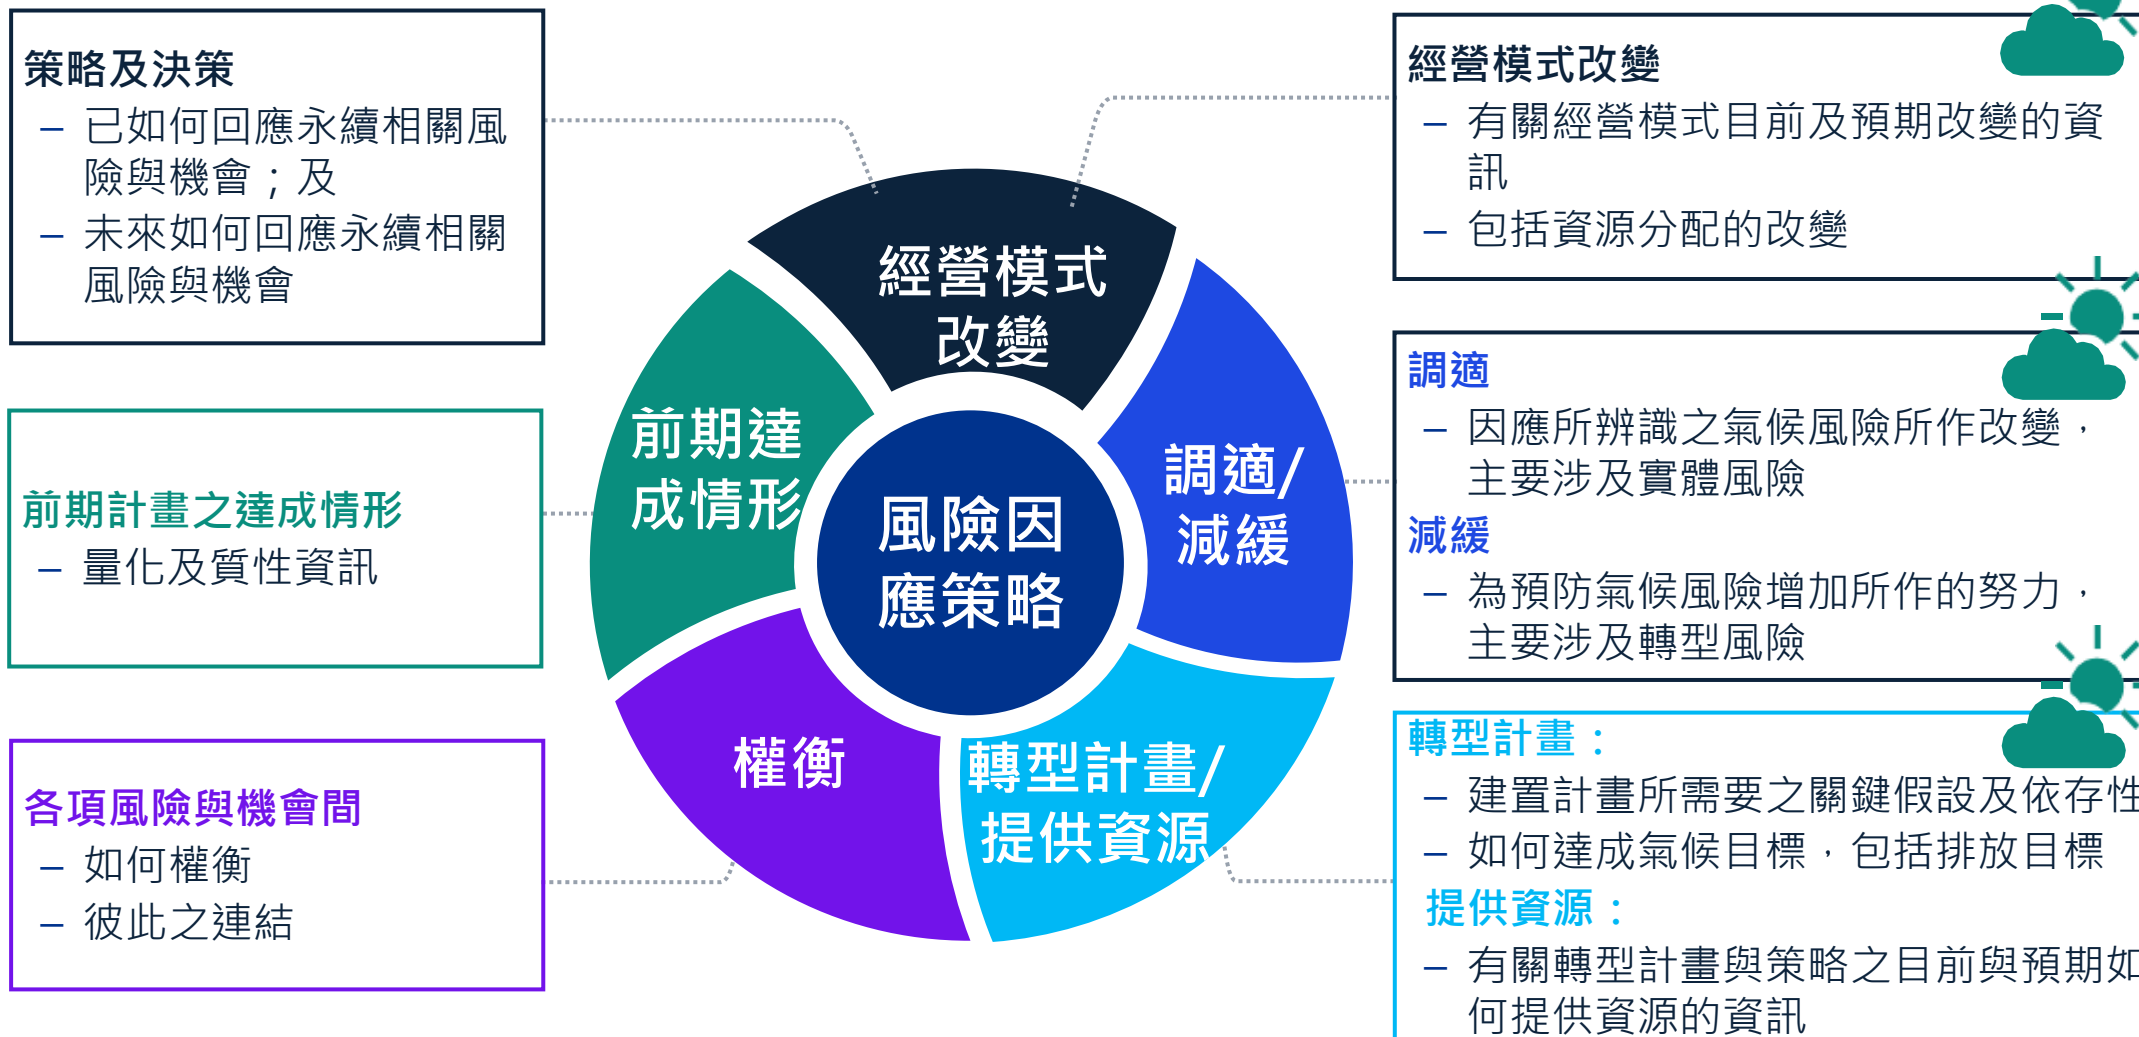 策略及決策
– 已如何回應永續相關風
險與機會；及
– 未來如何回應永續相關
風險與機會
前期計畫之達成情形
– 量化及質性資訊
各項風險與機會間
– 如何權衡
– 彼此之連結
經營模式
改變
前期達
成情形
調適/
減緩
風險因
應策略
權衡
轉型計畫/
提供資源
經營模式改變
– 有關經營模式目前及預期改變的資
訊
– 包括資源分配的改變
調適
– 因應所辨識之氣候風險所作改變，
主要涉及實體風險
減緩
– 為預防氣候風險增加所作的努力，
主要涉及轉型風險
轉型計畫：
– 建置計畫所需要之關鍵假設及依存性
– 如何達成氣候目標，包括排放目標
提供資源：
– 有關轉型計畫與策略之目前與預期如
何提供資源的資訊